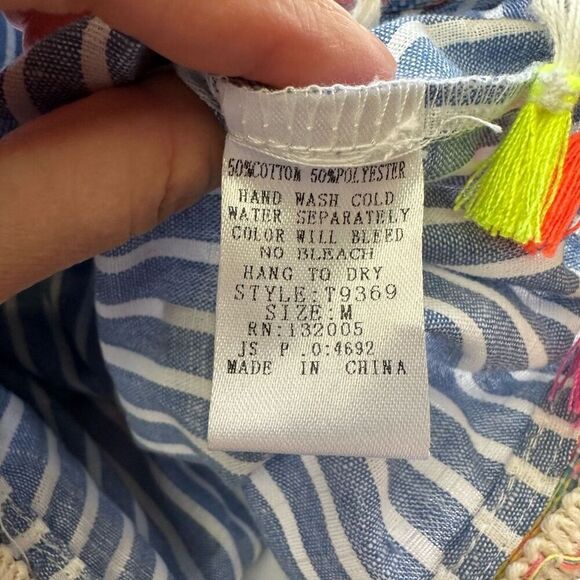 50%COTTON 50%POLYESTER
HAND WASH COLD
WATER SEPARATELY
COLOR WILL BLEED
NO BLEACH
HANG TO DRY
STYLE:T9369
SIZE:M
RN:132005
JS P .O:4692
MADE IN CHINA